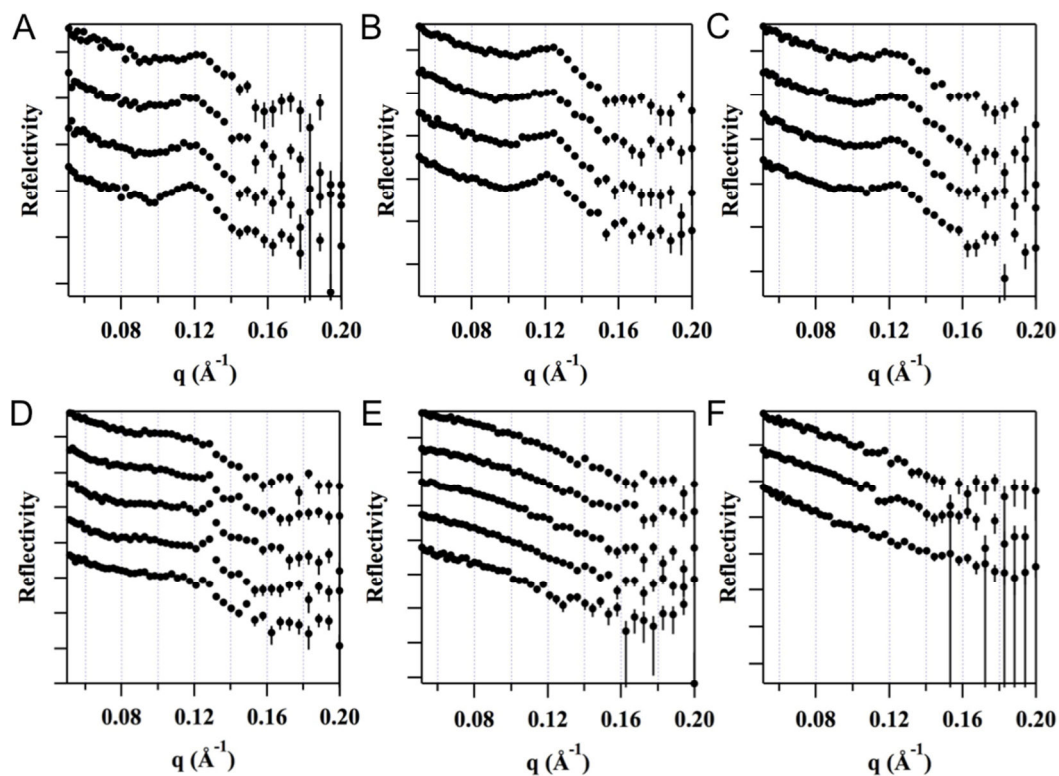 A
Refelctivity
0.08 0.12 0.16 0.20
q (Å⁻¹)
B
Reflectivity
0.08 0.12 0.16 0.20
q (Å⁻¹)
C
Reflectivity
0.08 0.12 0.16 0.20
q (Å⁻¹)
D
Reflectivity
0.08 0.12 0.16 0.20
q (Å⁻¹)
E
Reflectivity
0.08 0.12 0.16 0.20
q (Å⁻¹)
F
Reflectivity
0.08 0.12 0.16 0.20
q (Å⁻¹)